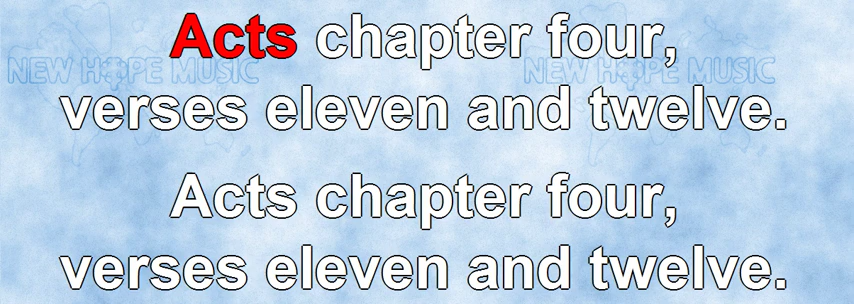 Acts chapter four,
NEW HOPE MUSIC NEW HOPE MUSIC
verses eleven and twelve.
Acts chapter four,
verses eleven and twelve.